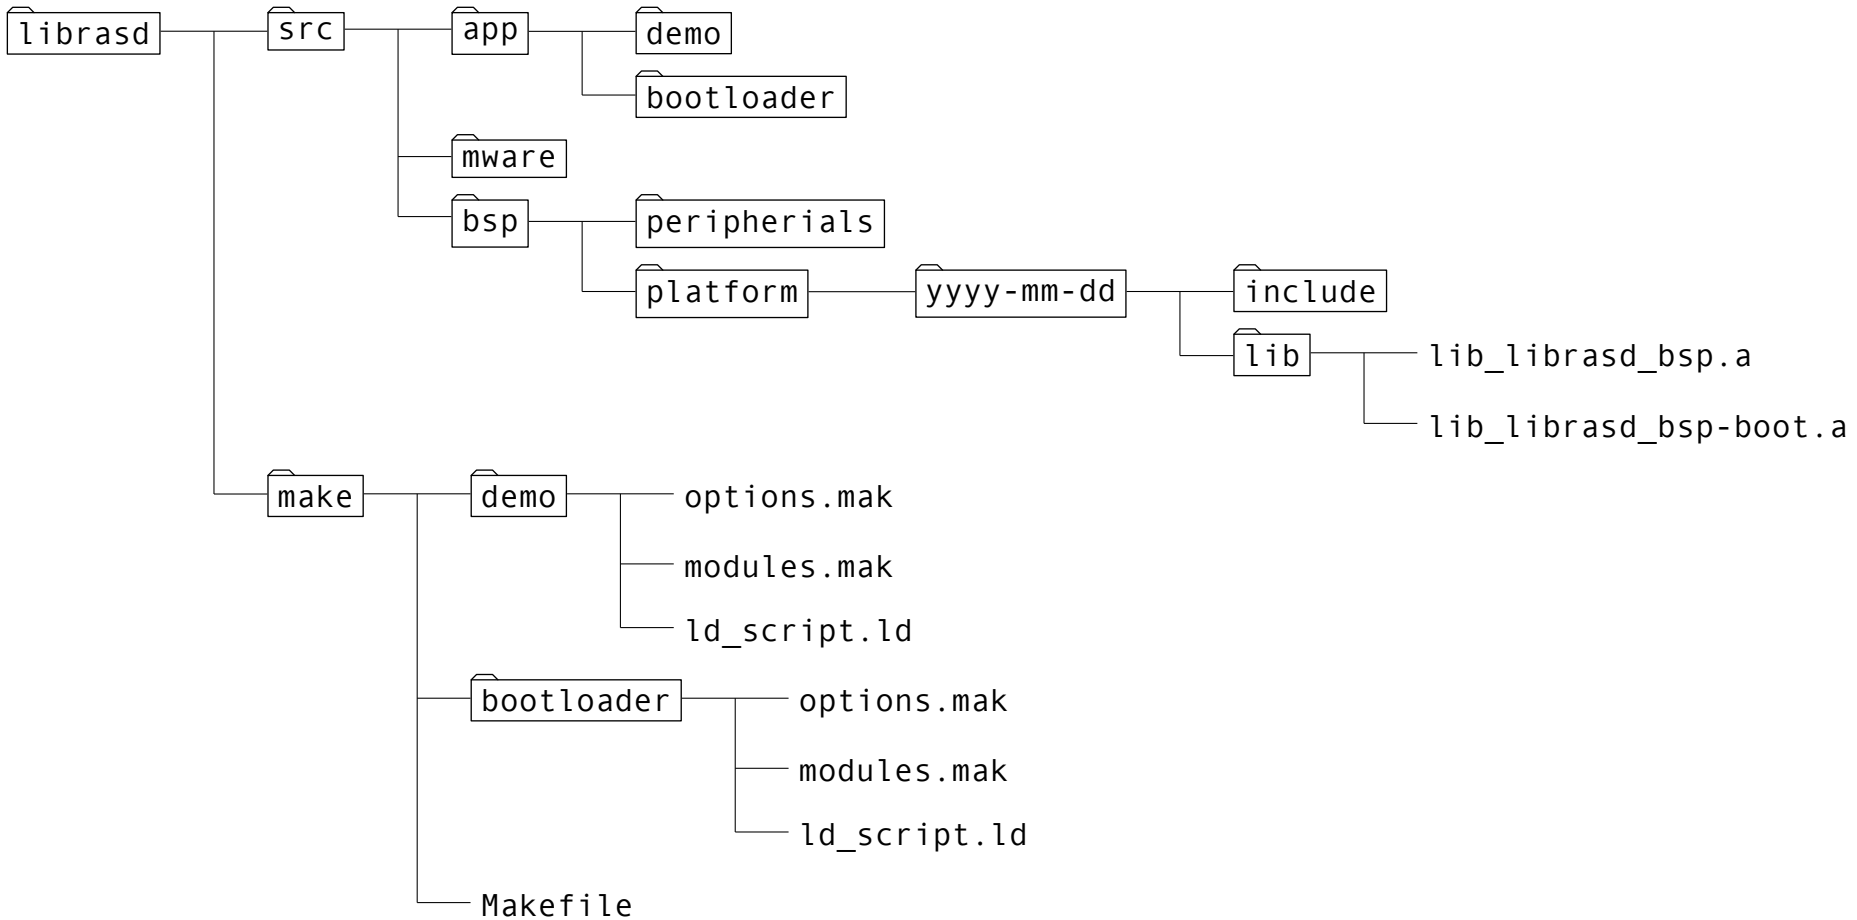 librasd
src
app
demo
bootloader
mware
bsp
peripherials
platform
yyyy-mm-dd
include
lib
lib_librasd_bsp.a
lib_librasd_bsp-boot.a
make
demo
options.mak
modules.mak
ld_script.ld
bootloader
options.mak
modules.mak
ld_script.ld
Makefile